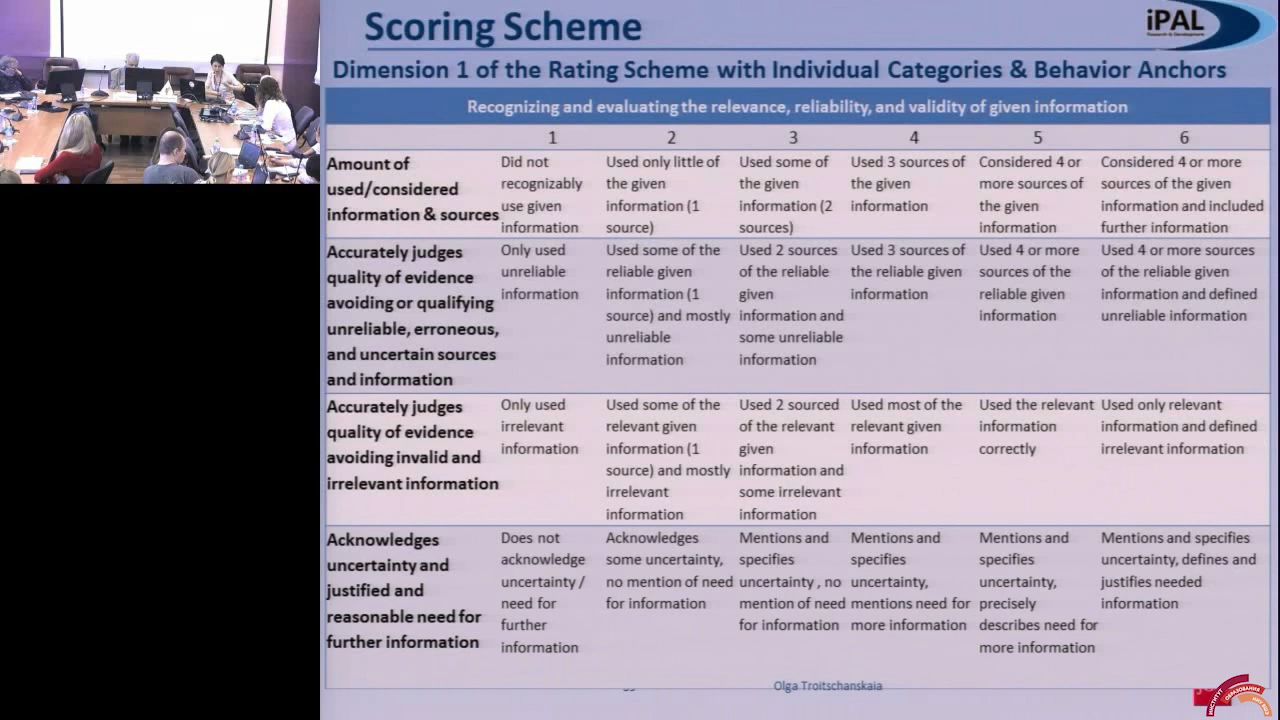 Scoring Scheme
iPAL
Research & Development
Dimension 1 of the Rating Scheme with Individual Categories & Behavior Anchors
Recognizing and evaluating the relevance, reliability, and validity of given information
1
2
3
4
5
6
Amount of
used/considered
information & sources
Did not
recognizably
use given
information
Used only little of
the given
information (1
source)
Used some of
the given
information (2
sources)
Used 3 sources of
the given
information
Considered 4 or
more sources of
the given
information
Considered 4 or more
sources of the given
information and included
further information
Accurately judges
quality of evidence
avoiding or qualifying
unreliable, erroneous,
and uncertain sources
and information
Only used
unreliable
information
Used some of the
reliable given
information (1
source) and mostly
unreliable
information
Used 2 sources
of the reliable
given
information and
some unreliable
information
Used 3 sources of
the reliable given
information
Used 4 or more
sources of the
reliable given
information
Used 4 or more sources
of the reliable given
information and defined
unreliable information
Accurately judges
quality of evidence
avoiding invalid and
irrelevant information
Only used
irrelevant
information
Used some of the
relevant given
information (1
source) and mostly
irrelevant
information
Used 2 sourced
of the relevant
given
information and
some irrelevant
information
Used most of the
relevant given
information
Used the relevant
information
correctly
Used only relevant
information and defined
irrelevant information
Acknowledges
uncertainty and
justified and
reasonable need for
further information
Does not
acknowledge
uncertainty /
need for
further
information
Acknowledges
some uncertainty,
no mention of need
for information
Mentions and
specifies
uncertainty , no
mention of need
for information
Mentions and
specifies
uncertainty,
mentions need for
more information
Mentions and
specifies
uncertainty,
precisely
describes need for
more information
Mentions and specifies
uncertainty, defines and
justifies needed
information
Olga Troitschanskaia
ИНСТИТУТ
ОБРАЗОВАНИЯ